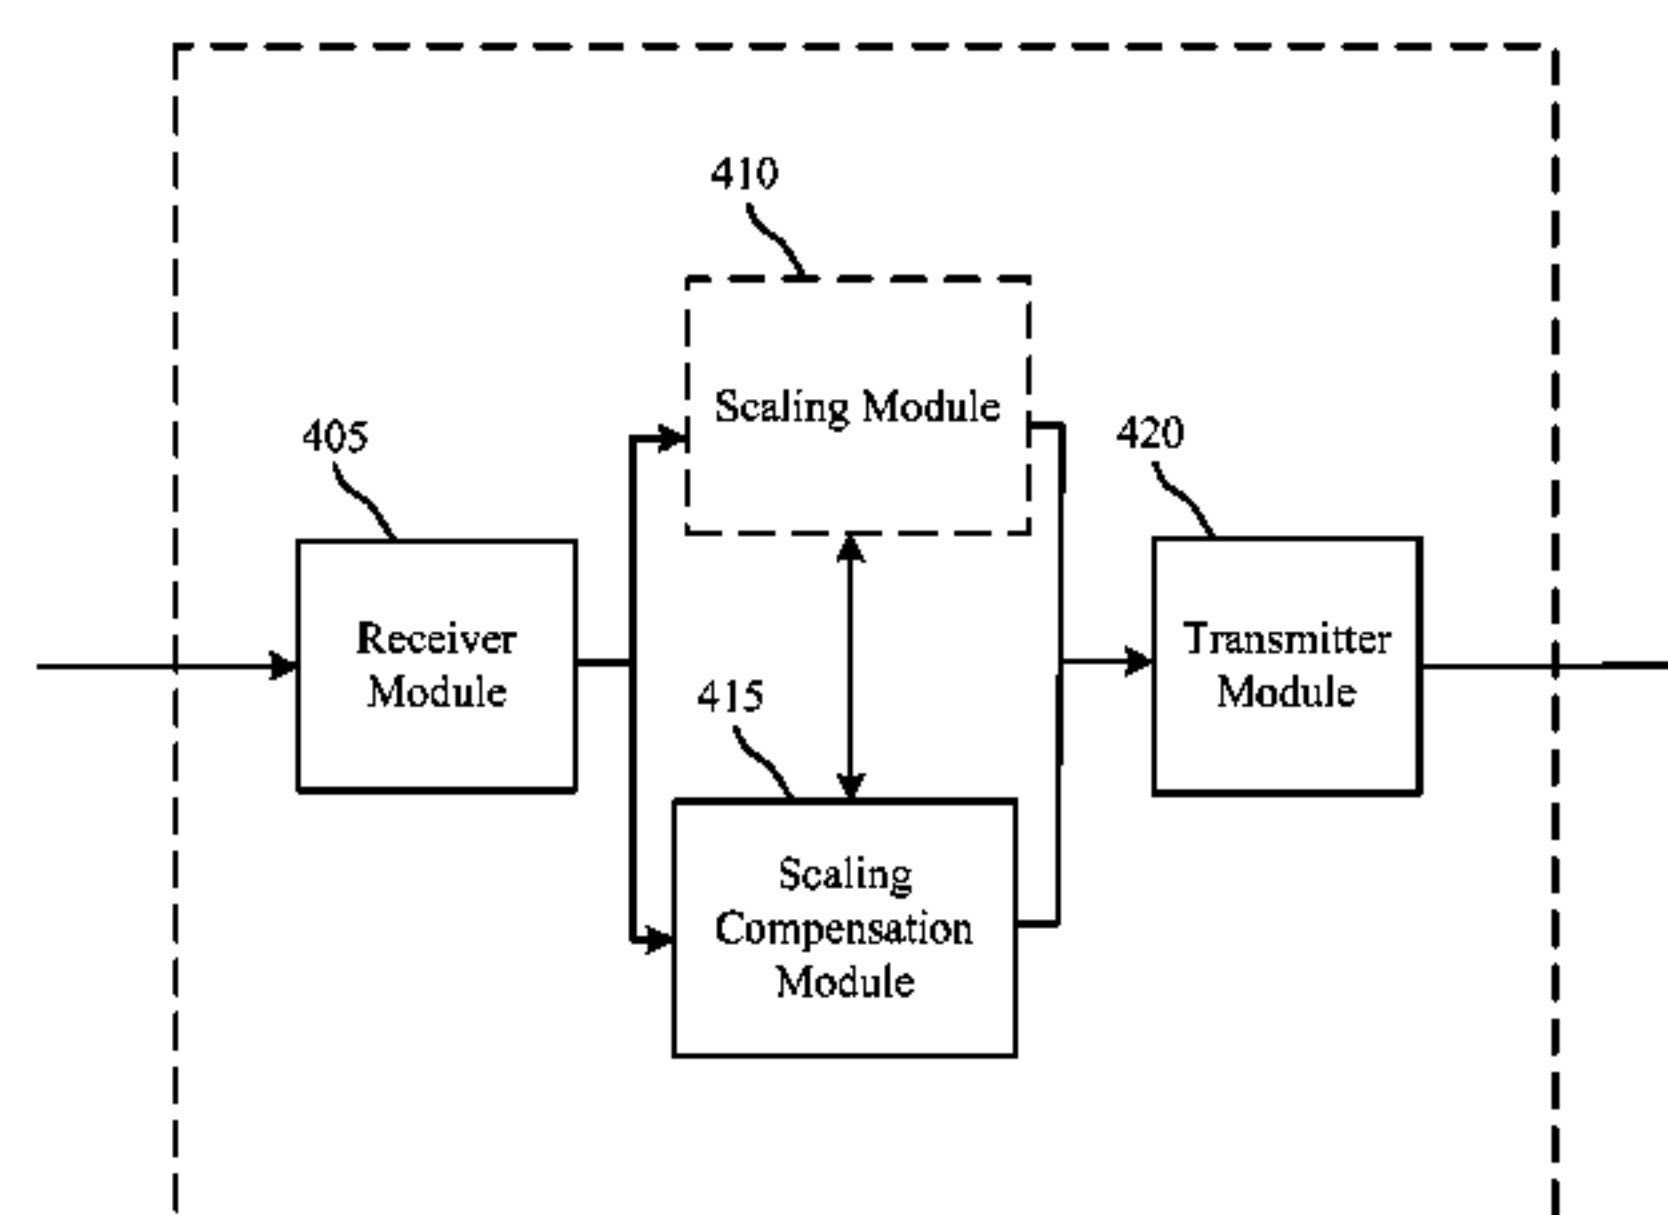 410
Scaling Module
405
420
Receiver
Module
Transmitter
Module
415
Scaling
Compensation
Module